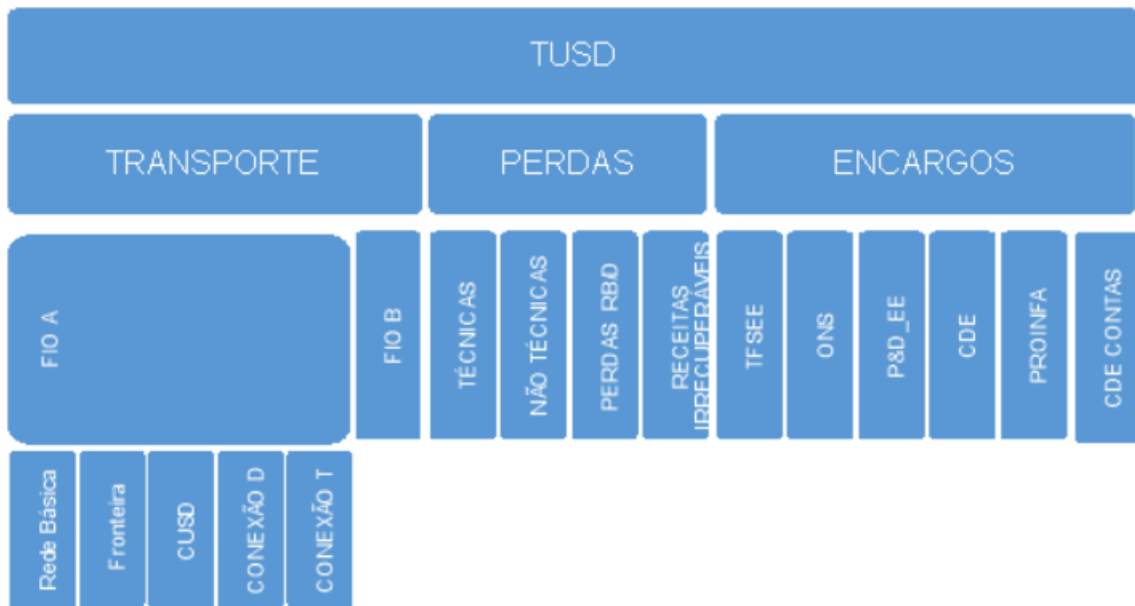 TUSD
TRANSPORTE
PERDAS
ENCARGOS
FIO A
FIO B
TÉCNICAS
NÃO TÉCNICAS
PERDAS RB/D
RECEITAS
IRRECUPERÁVEIS
TFSEE
ONS
P&D_EE
CDE
PROINFA
CDE CONTAS
Rede Básica
Fronteira
CUSD
CONEXÃO D
CONEXÃO T